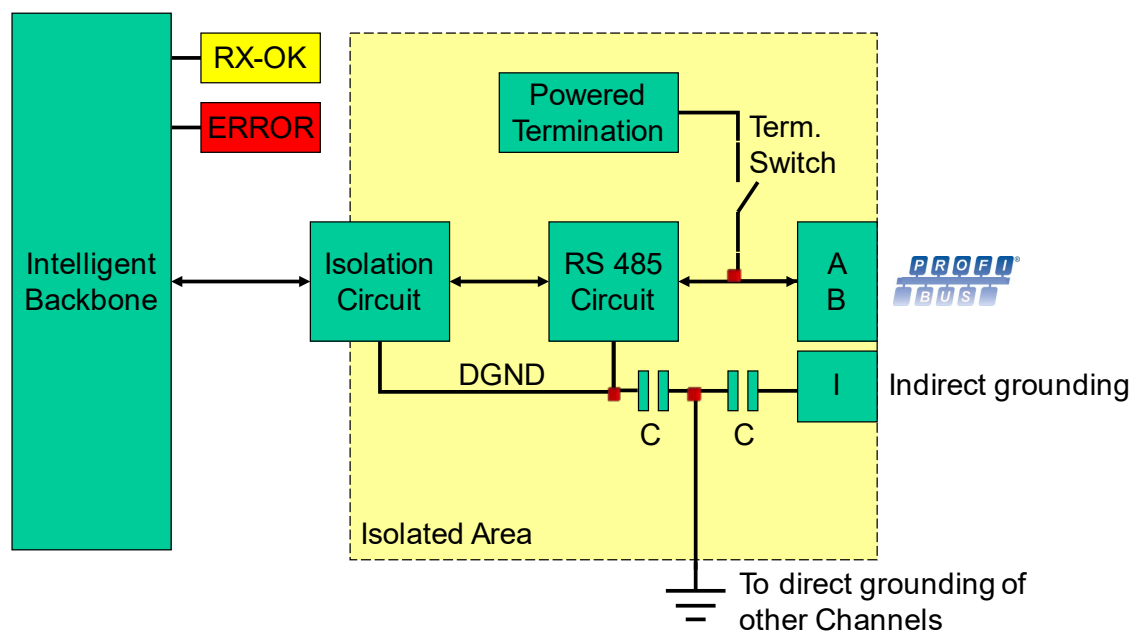 RX-OK
ERROR
Powered
Termination
Term.
Switch
Intelligent
Backbone
Isolation
Circuit
RS 485
Circuit
A
B
PROFI®
BUS
DGND
I
Indirect grounding
C
C
Isolated Area
To direct grounding of
other Channels